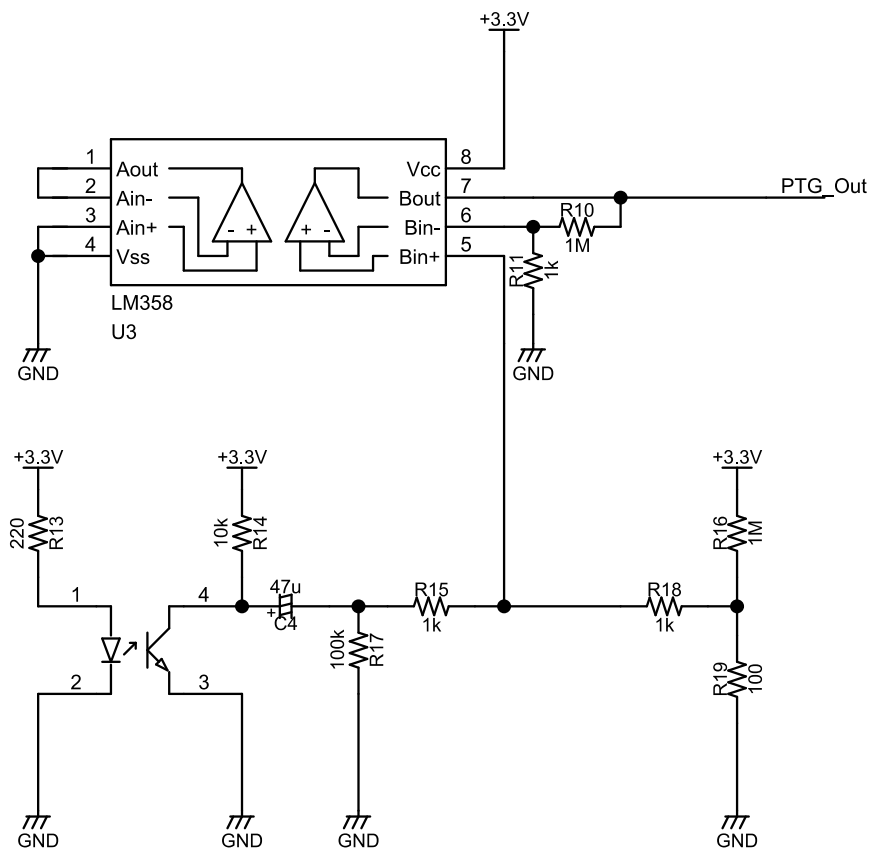 +3.3V
1 Aout Vcc 8
2 Ain- Bout 7 PTG_Out
3 Ain+ - + + - Bin- 6 R10
1M
4 Vss Bin+ 5 R11 1k
LM358
U3
GND GND
+3.3V +3.3V +3.3V
220 R13 10k R14 R16 1M
1 4 47u R15 R18
+ C4 1k 1k
100k R17 R19 100
2 3
GND GND GND GND